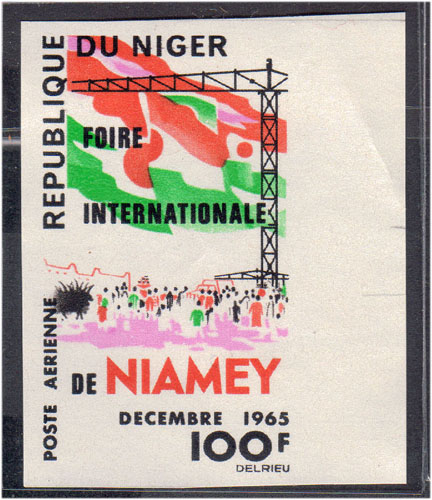 REPUBLIQUE DU NIGER
FOIRE
INTERNATIONALE
DE NIAMEY
DECEMBRE 1965
100F
DELRIEU
POSTE AERIENNE